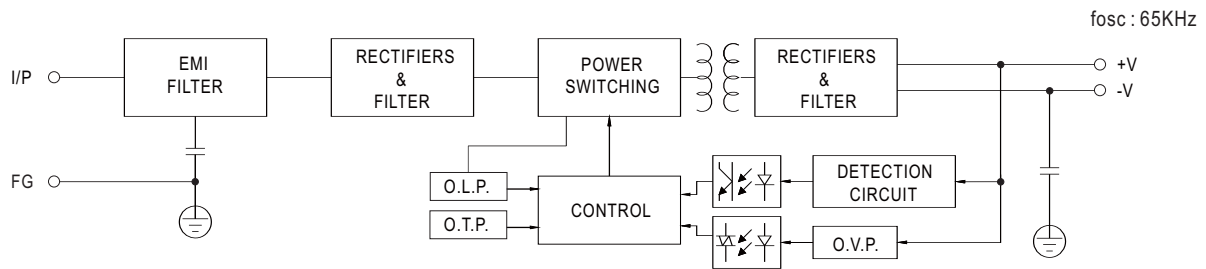 fosc : 65KHz
I/P
EMI
FILTER
RECTIFIERS
&
FILTER
POWER
SWITCHING
RECTIFIERS
&
FILTER
+V
-V
FG
O.L.P.
O.T.P.
CONTROL
DETECTION
CIRCUIT
O.V.P.